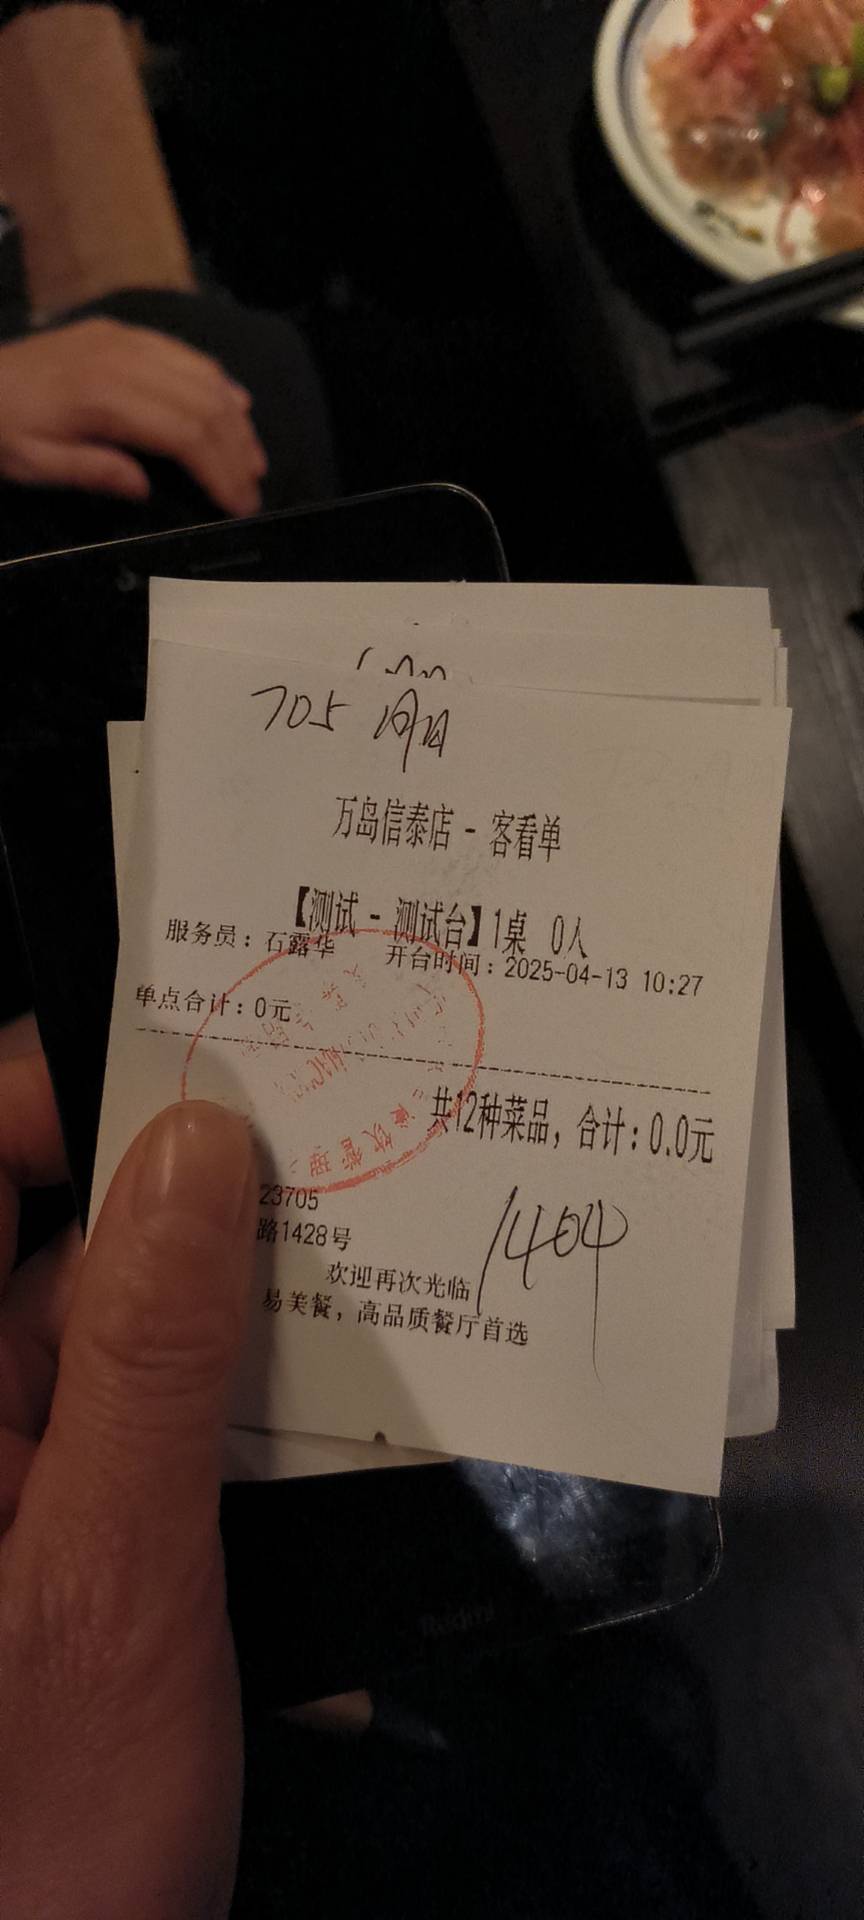 705
万岛信泰店 - 客看单
【测试 - 测试台】1桌 0人
服务员：石露华 开台时间：2025-04-13 10:27
单点合计：0元
共12种菜品，合计：0.0元
23705
路1428号
1404
欢迎再次光临
易美餐，高品质餐厅首选
Redmi